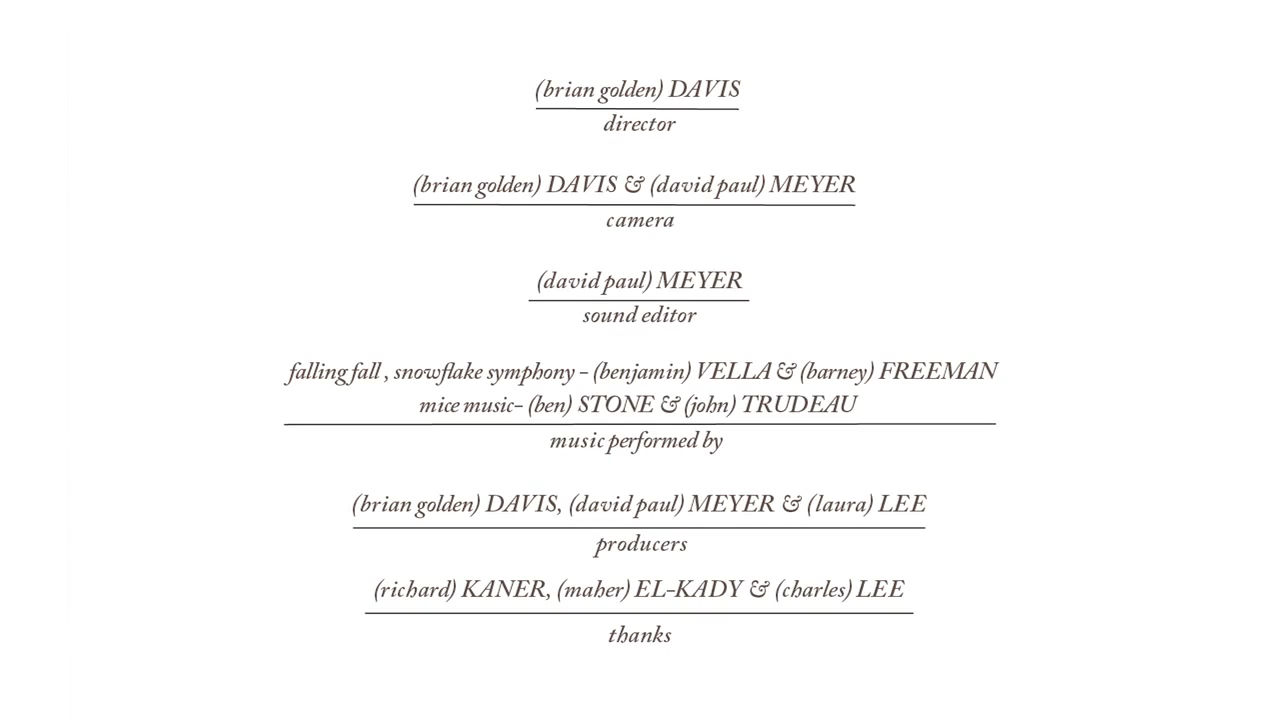 (brian golden) DAVIS
director
(brian golden) DAVIS & (david paul) MEYER
camera
(david paul) MEYER
sound editor
falling fall , snowflake symphony - (benjamin) VELLA & (barney) FREEMAN
mice music- (ben) STONE & (john) TRUDEAU
music performed by
(brian golden) DAVIS, (david paul) MEYER & (laura) LEE
producers
(richard) KANER, (maher) EL-KADY & (charles) LEE
thanks